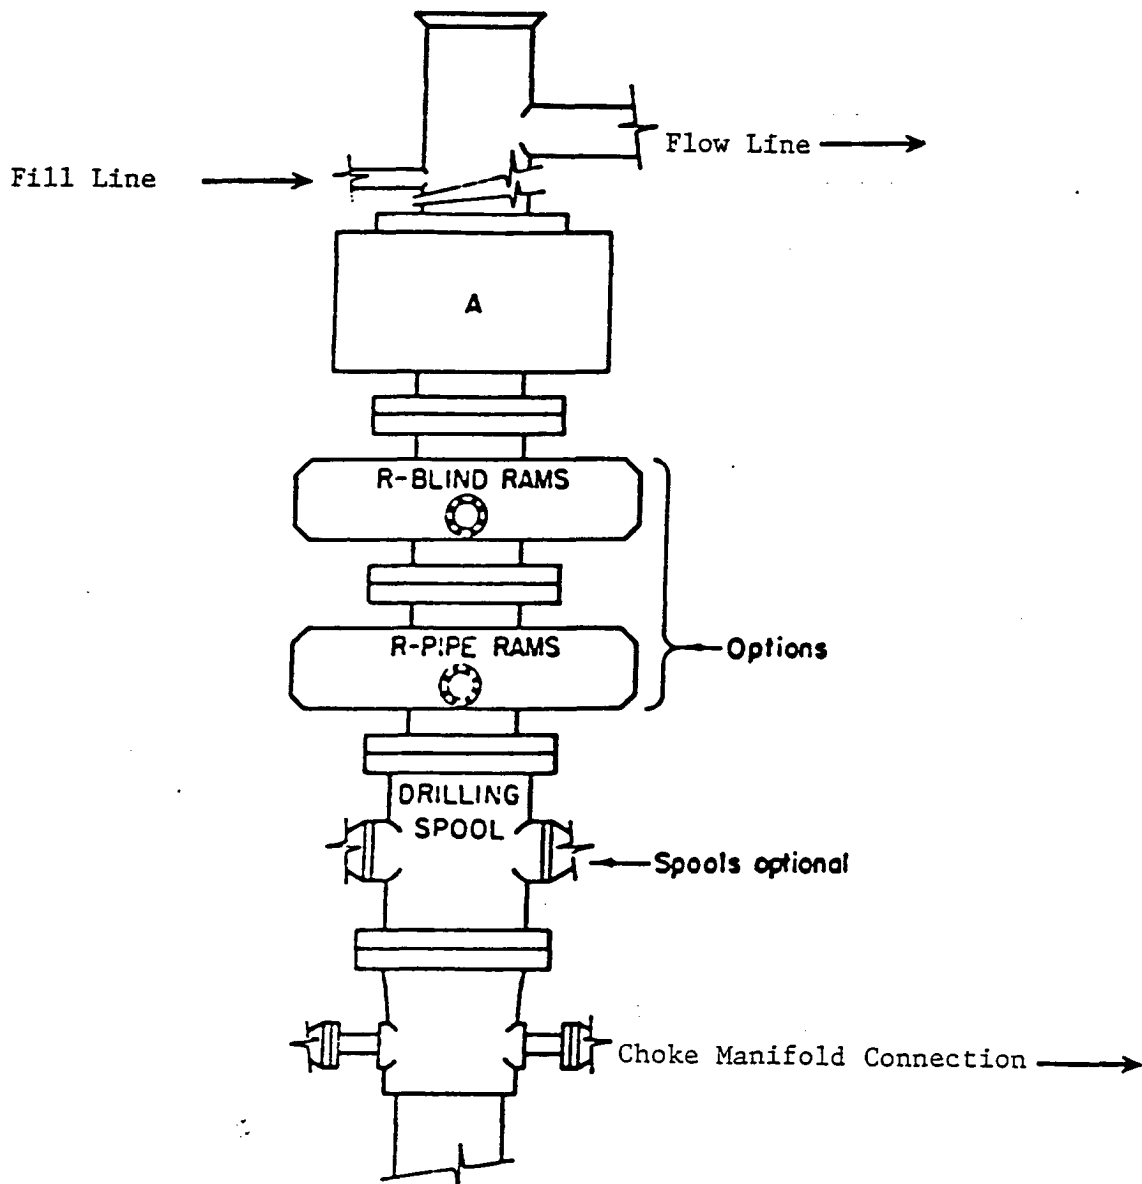 Flow Line
Fill Line
A
R-BLIND RAMS
R-PIPE RAMS
Options
DRILLING
SPOOL
Spools optional
Choke Manifold Connection